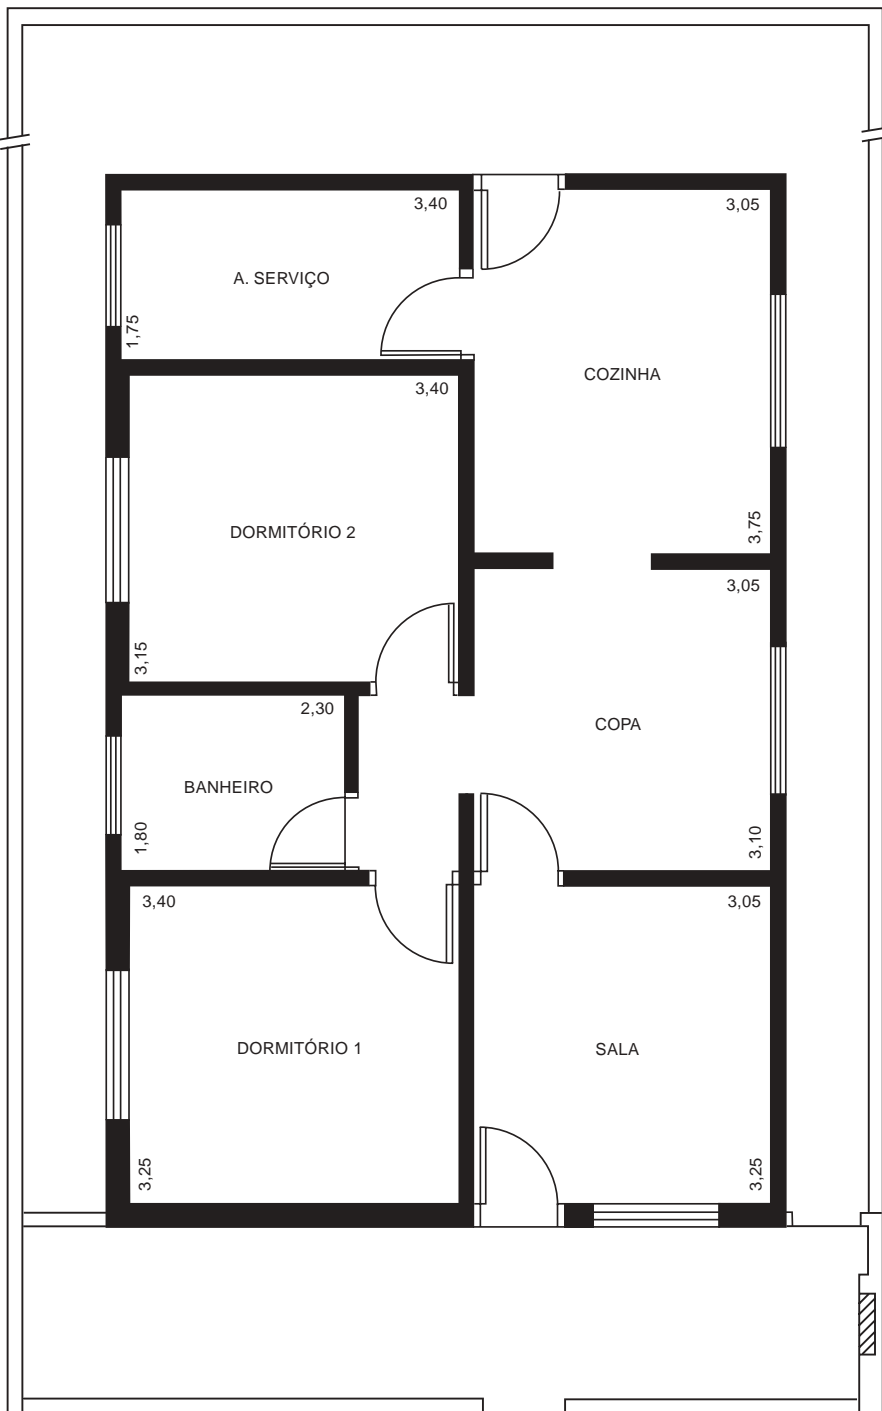 3,40
3,05
A. SERVIÇO
1,75
COZINHA
3,40
DORMITÓRIO 2
3,75
3,05
3,15
2,30
COPA
BANHEIRO
1,80
3,10
3,40
3,05
DORMITÓRIO 1
SALA
3,25
3,25